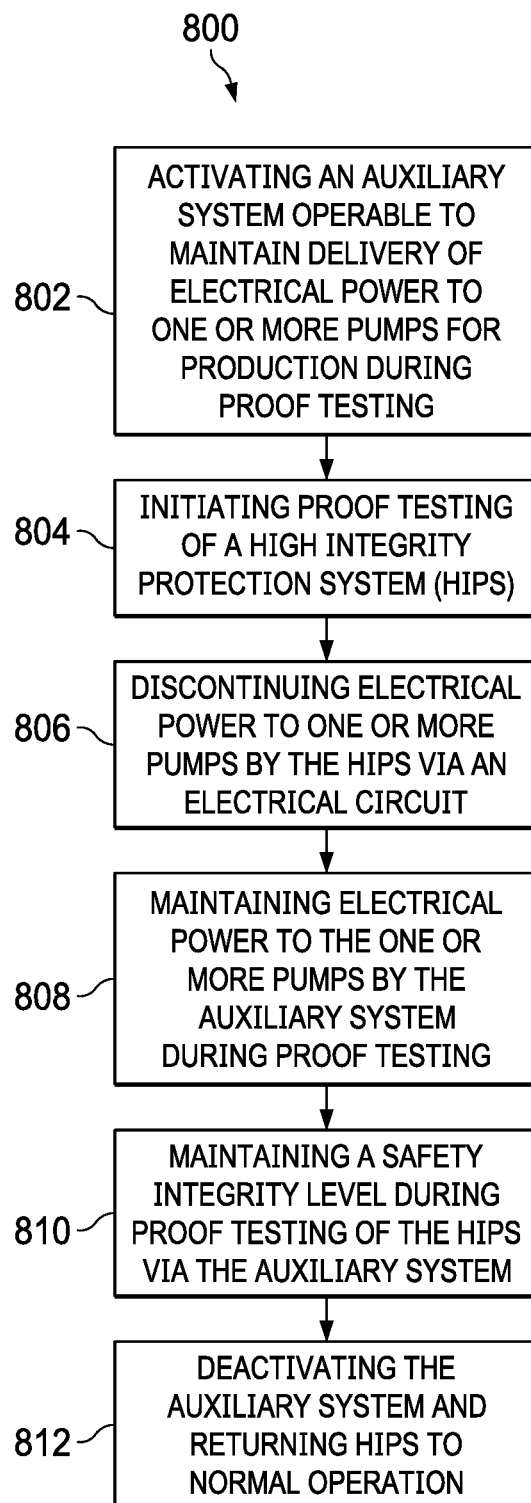 800
802
ACTIVATING AN AUXILIARY
SYSTEM OPERABLE TO
MAINTAIN DELIVERY OF
ELECTRICAL POWER TO
ONE OR MORE PUMPS FOR
PRODUCTION DURING
PROOF TESTING
804
INITIATING PROOF TESTING
OF A HIGH INTEGRITY
PROTECTION SYSTEM (HIPS)
806
DISCONTINUING ELECTRICAL
POWER TO ONE OR MORE
PUMPS BY THE HIPS VIA AN
ELECTRICAL CIRCUIT
808
MAINTAINING ELECTRICAL
POWER TO THE ONE OR
MORE PUMPS BY THE
AUXILIARY SYSTEM
DURING PROOF TESTING
810
MAINTAINING A SAFETY
INTEGRITY LEVEL DURING
PROOF TESTING OF THE HIPS
VIA THE AUXILIARY SYSTEM
812
DEACTIVATING THE
AUXILIARY SYSTEM AND
RETURNING HIPS TO
NORMAL OPERATION